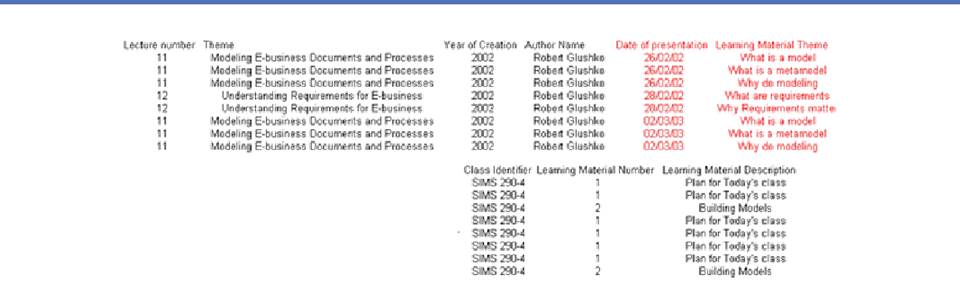 Lecture number Theme Year of Creation Author Name Date of presentation Learning Material Theme
11 Modeling E-business Documents and Processes 2002 Robert Glushko 26/02/02 What is a model
11 Modeling E-business Documents and Processes 2002 Robert Glushko 26/02/02 What is a metamodel
11 Modeling E-business Documents and Processes 2002 Robert Glushko 26/02/02 Why do modeling
12 Understanding Requirements for E-business 2002 Robert Glushko 28/02/02 What are requirements
12 Understanding Requirements for E-business 2002 Robert Glushko 28/02/02 Why Requirements matte
11 Modeling E-business Documents and Processes 2002 Robert Glushko 02/03/03 What is a model
11 Modeling E-business Documents and Processes 2002 Robert Glushko 02/03/03 What is a metamodel
11 Modeling E-business Documents and Processes 2002 Robert Glushko 02/03/03 Why do modeling
Class Identifier Learning Material Number Learning Material Description
SIMS 290-4 1 Plan for Today's class
SIMS 290-4 1 Plan for Today's class
SIMS 290-4 2 Building Models
SIMS 290-4 1 Plan for Today's class
SIMS 290-4 1 Plan for Today's class
SIMS 290-4 1 Plan for Today's class
SIMS 290-4 1 Plan for Today's class
SIMS 290-4 2 Building Models